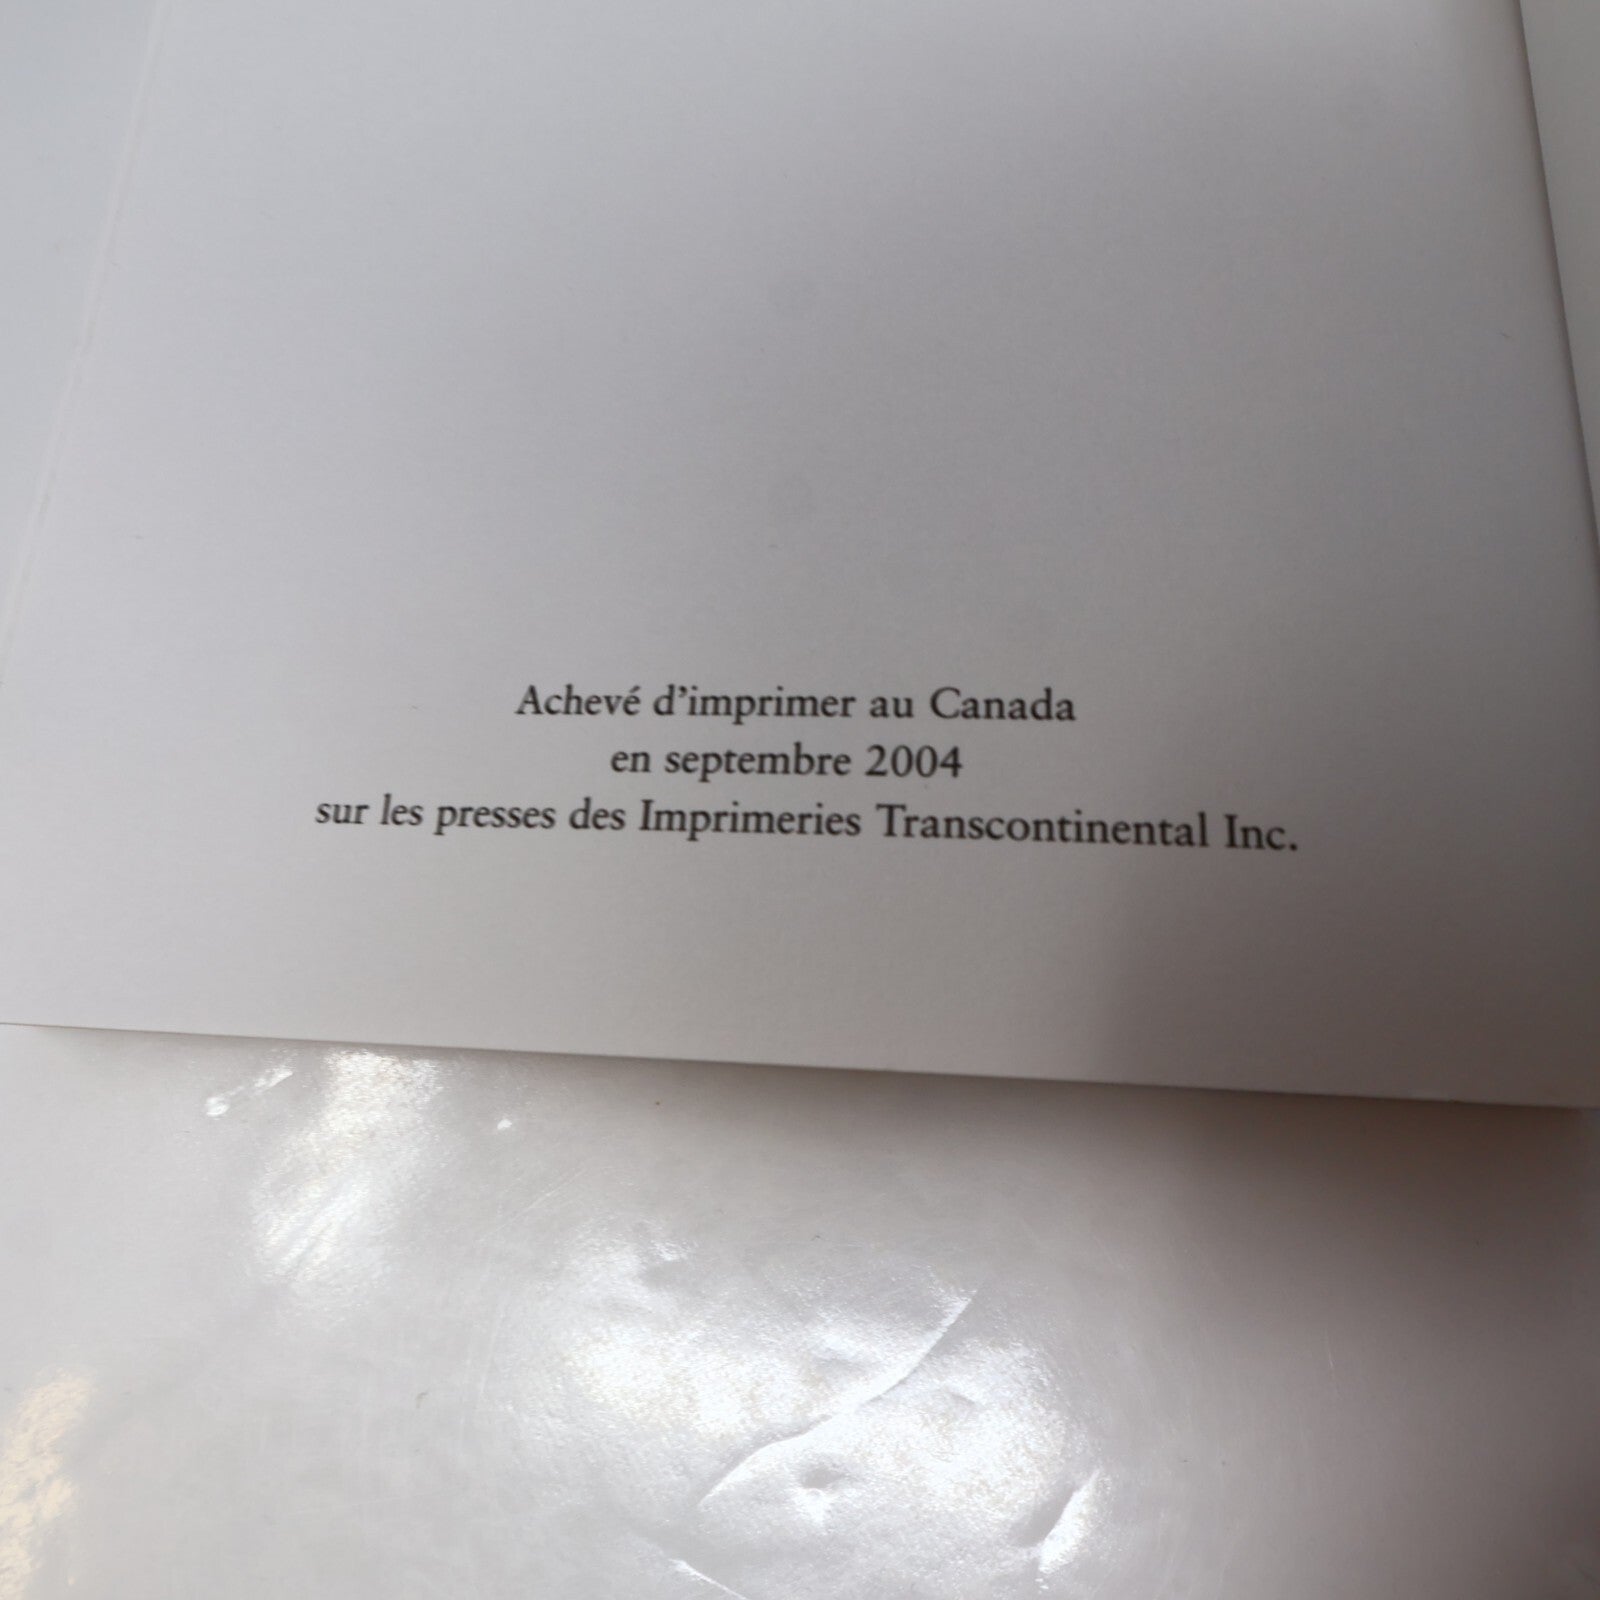 Achevé d'imprimer au Canada
en septembre 2004
sur les presses des Imprimeries Transcontinental Inc.